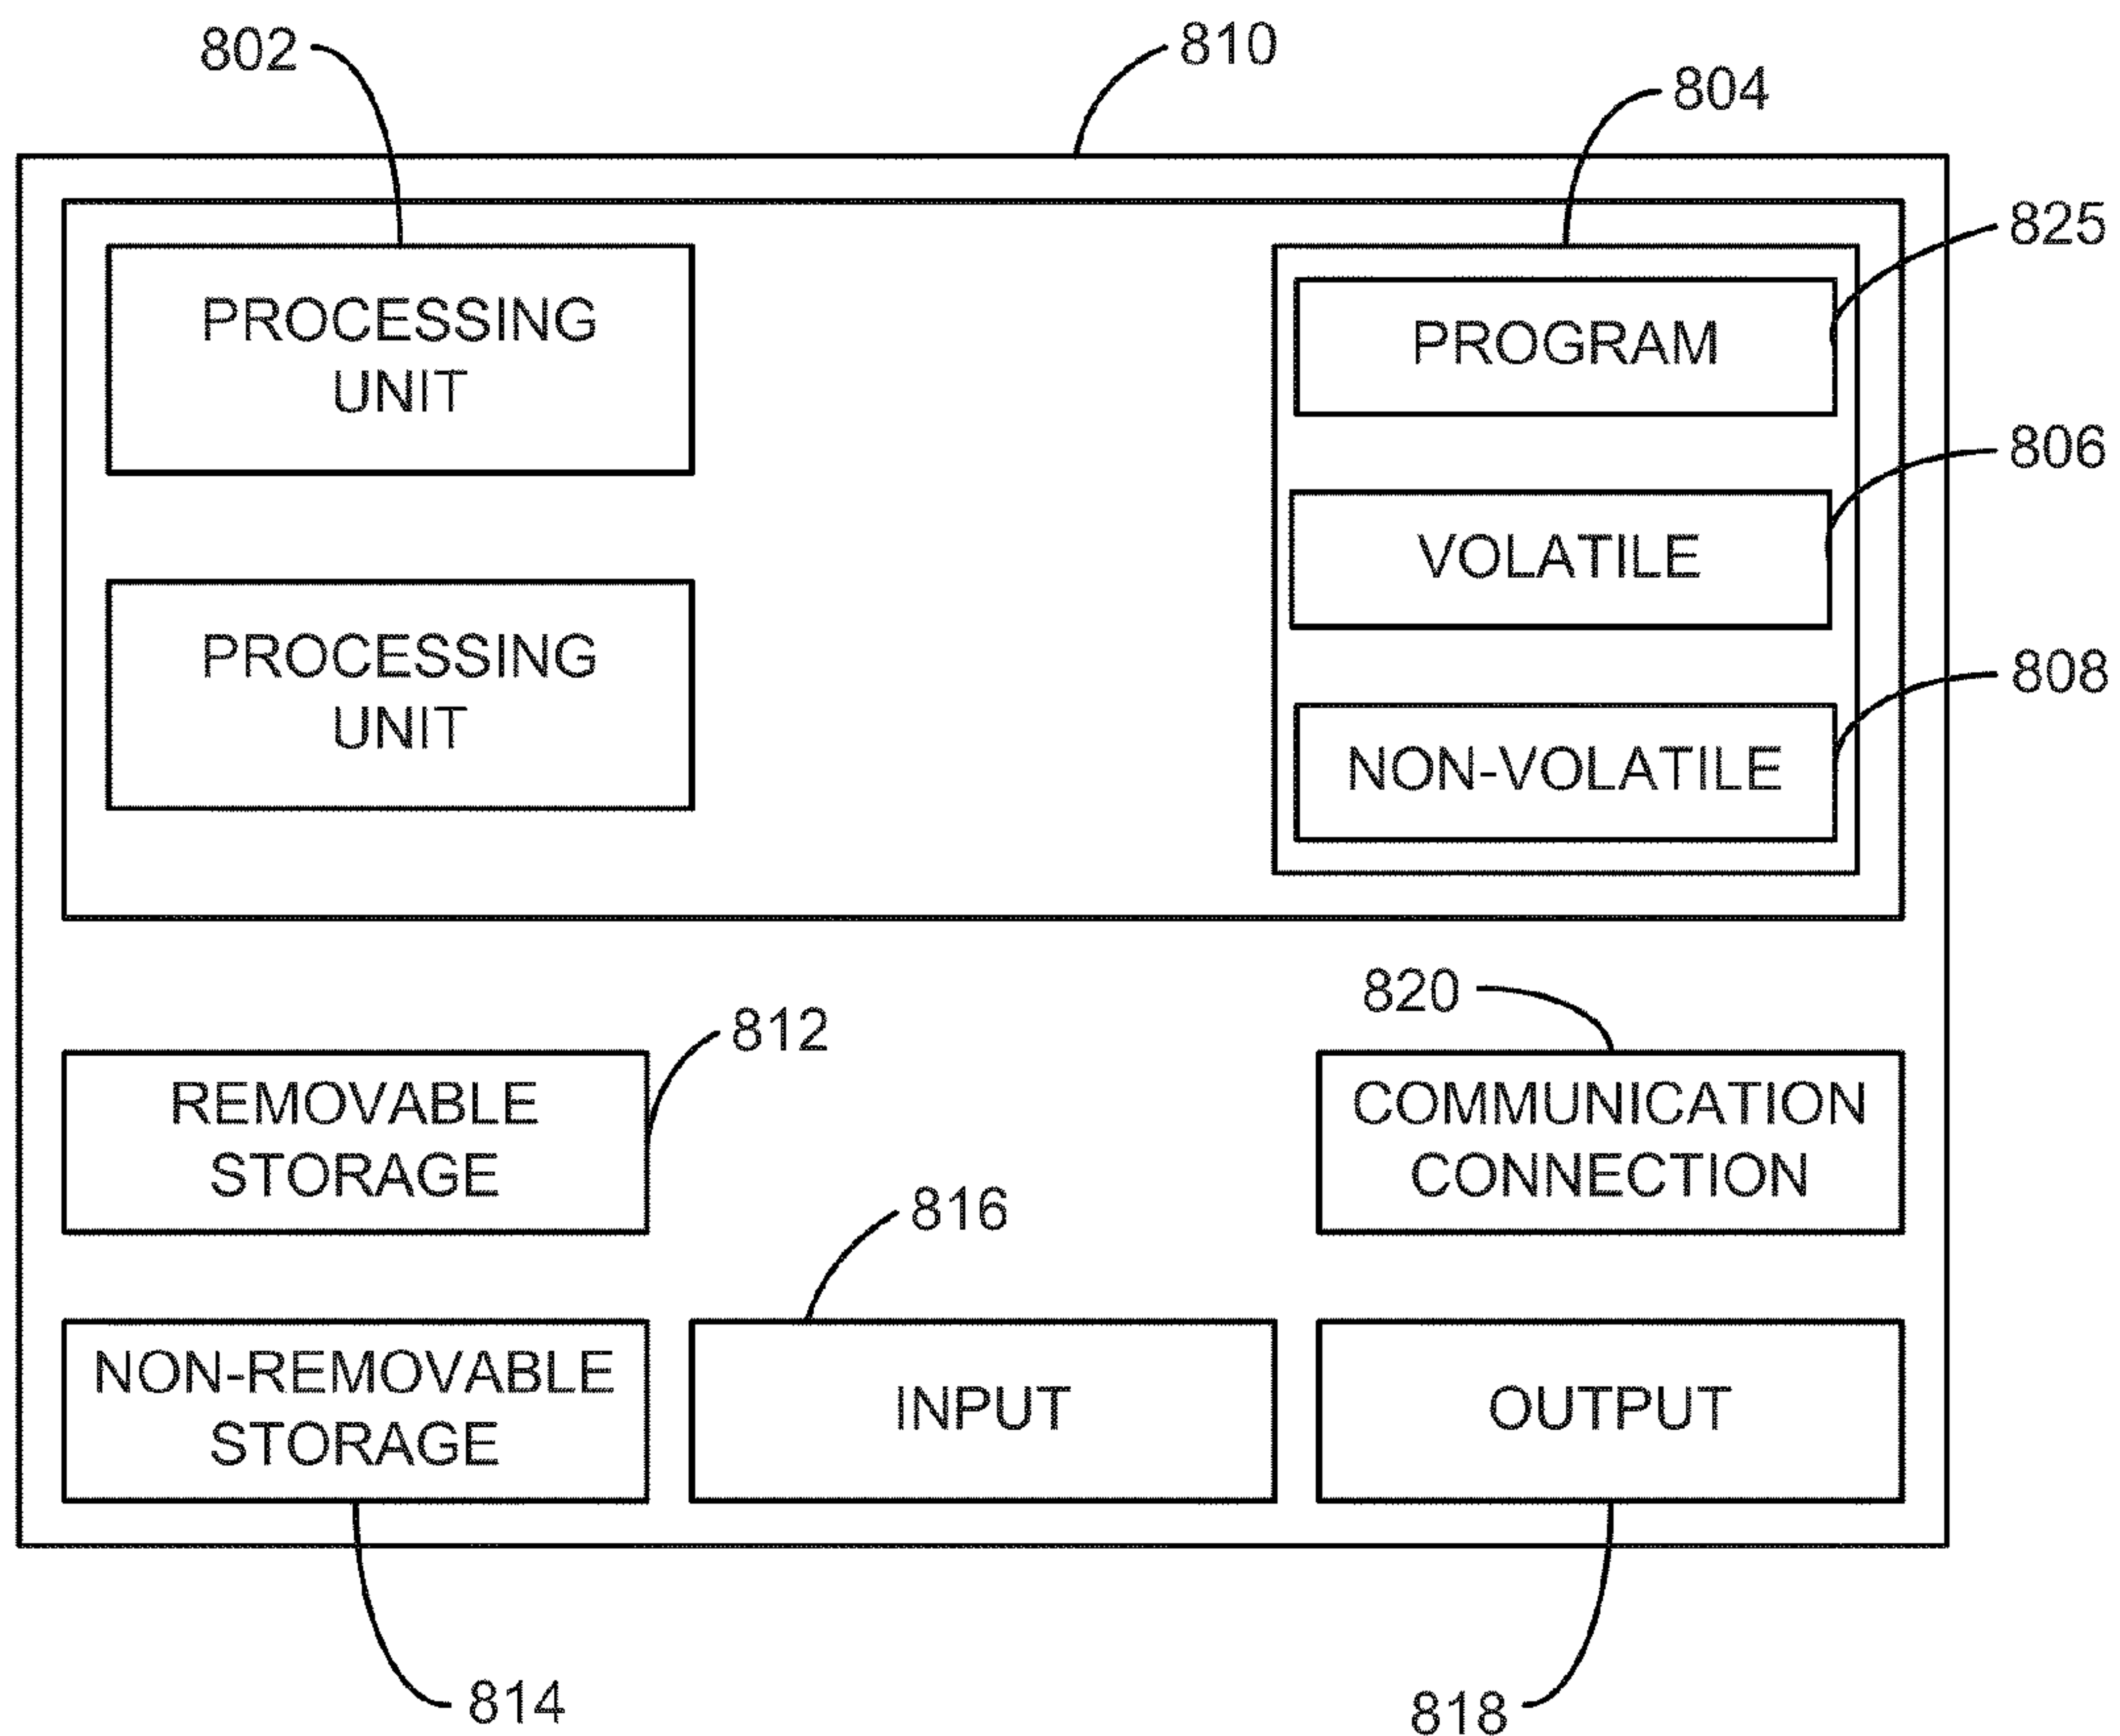 802
810
804
825
PROCESSING
UNIT
PROGRAM
806
VOLATILE
PROCESSING
UNIT
808
NON-VOLATILE
820
812
REMOVABLE
STORAGE
COMMUNICATION
CONNECTION
816
NON-REMOVABLE
STORAGE
INPUT
OUTPUT
814
818